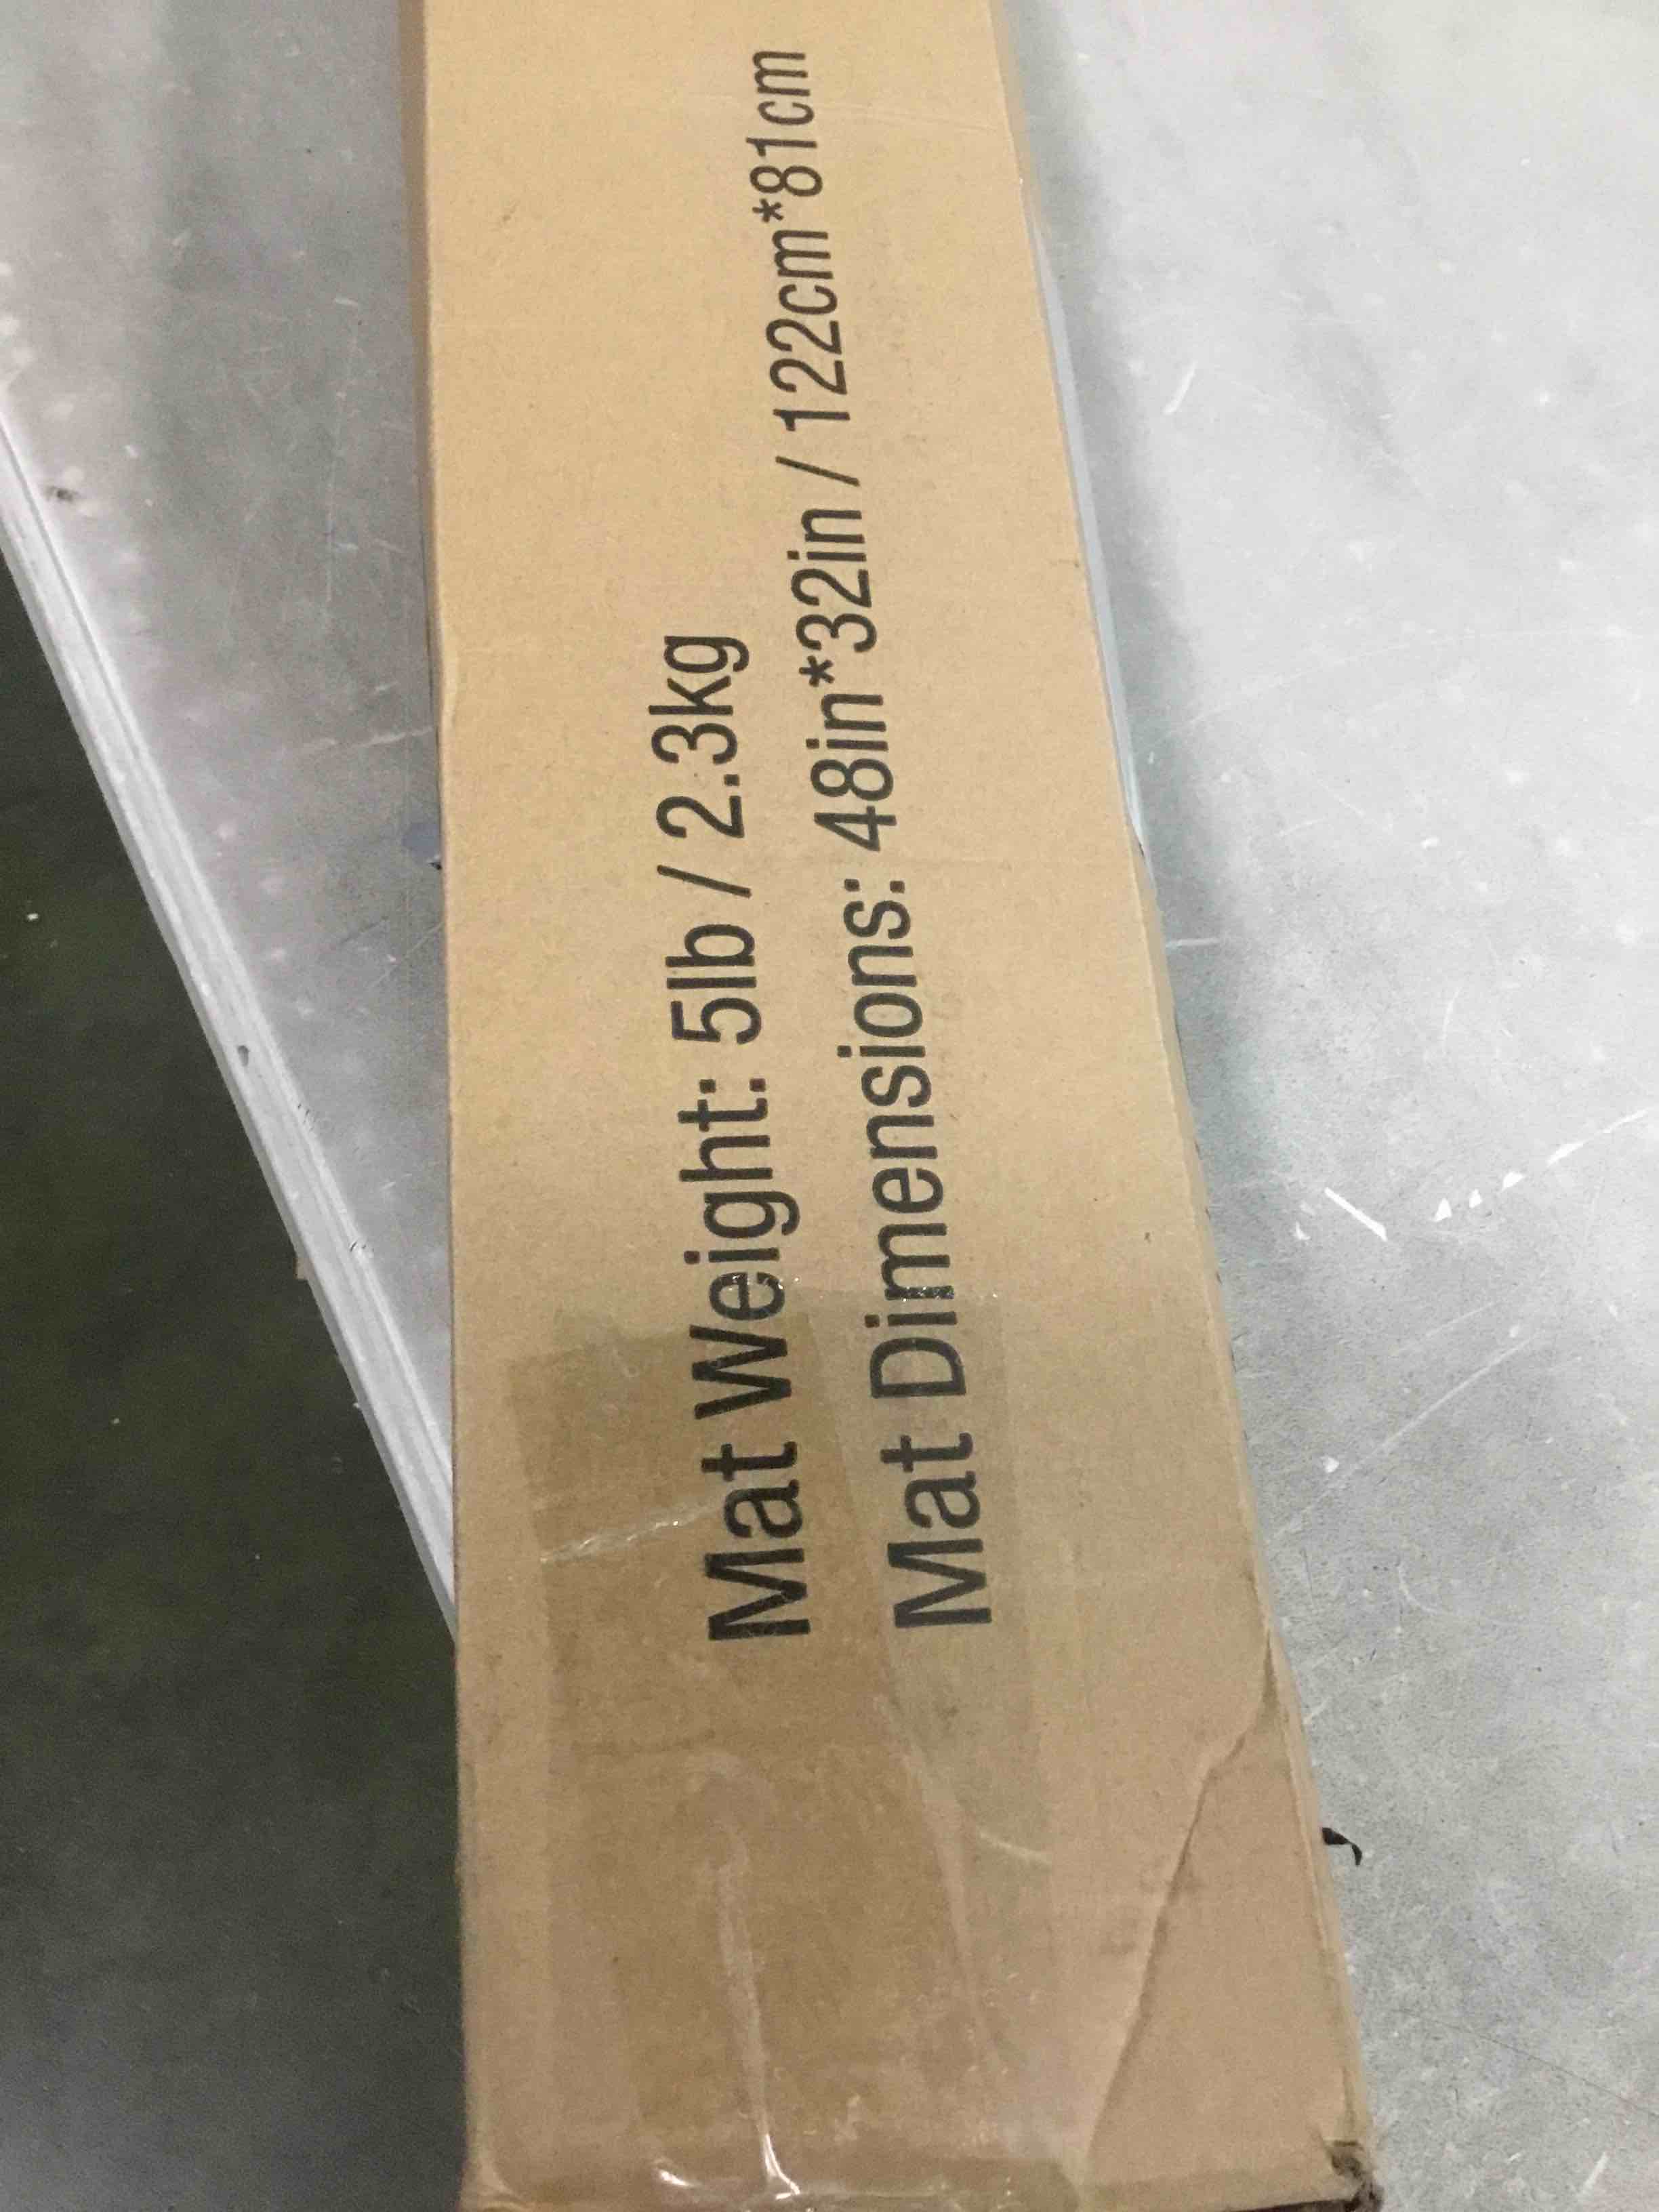 Mat Weight: 5lb / 2.3kg
Mat Dimensions: 48in*32in / 122cm*81cm